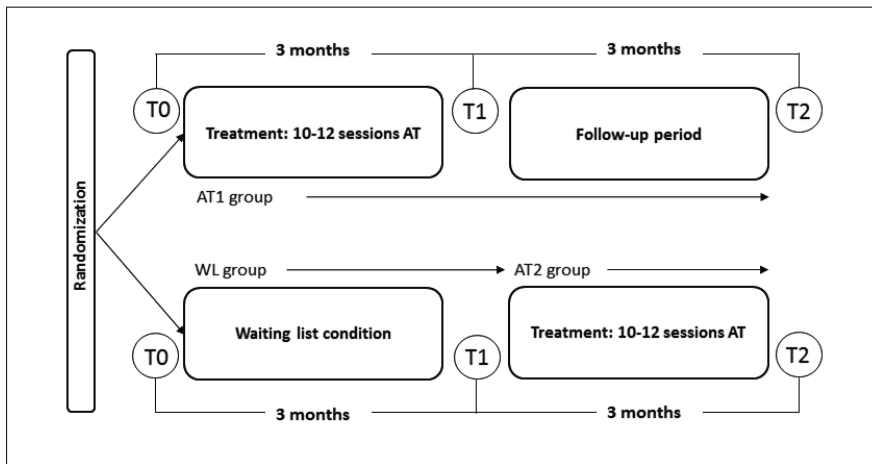 Randomization
3 months
3 months
T0
Treatment: 10-12 sessions AT
T1
Follow-up period
T2
AT1 group
WL group
AT2 group
T0
Waiting list condition
T1
Treatment: 10-12 sessions AT
T2
3 months
3 months